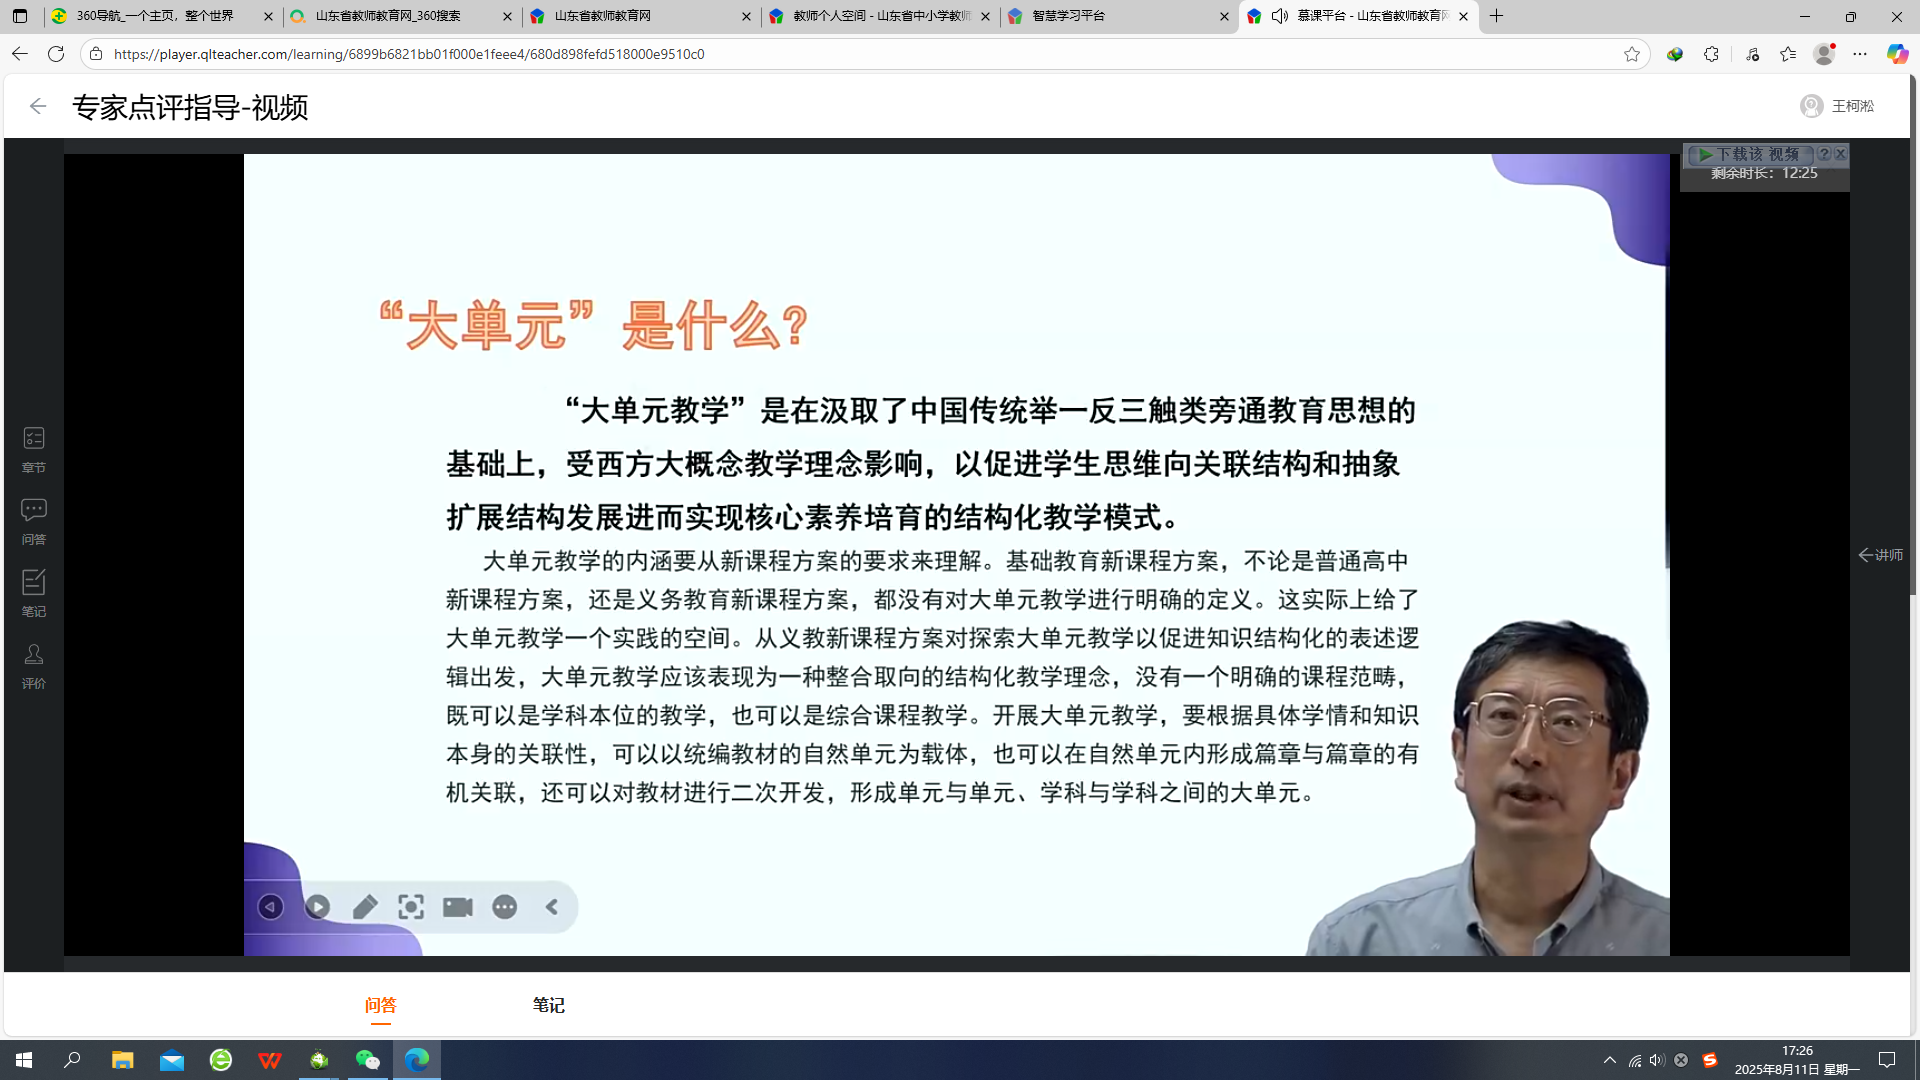 360导航_一个主页，整个世界
山东省教师教育网_360搜索
山东省教师教育网
教师个人空间 - 山东省中小学教师
智慧学习平台
慕课平台 - 山东省教师教育网
https://player.qlteacher.com/learning/6899b6821bb01f000e1feee4/680d898fefd518000e9510c0
专家点评指导-视频
王柯淞
下载该 视频
剩余时长：12:25
“大单元”是什么？
“大单元教学”是在汲取了中国传统举一反三触类旁通教育思想的
基础上，受西方大概念教学理念影响，以促进学生思维向关联结构和抽象
扩展结构发展进而实现核心素养培育的结构化教学模式。
大单元教学的内涵要从新课程方案的要求来理解。基础教育新课程方案，不论是普通高中
新课程方案，还是义务教育新课程方案，都没有对大单元教学进行明确的定义。这实际上给了
大单元教学一个实践的空间。从义教新课程方案对探索大单元教学以促进知识结构化的表述逻
辑出发，大单元教学应该表现为一种整合取向的结构化教学理念，没有一个明确的课程范畴，
既可以是学科本位的教学，也可以是综合课程教学。开展大单元教学，要根据具体学情和知识
本身的关联性，可以以统编教材的自然单元为载体，也可以在自然单元内形成篇章与篇章的有
机关联，还可以对教材进行二次开发，形成单元与单元、学科与学科之间的大单元。
章节
问答
笔记
评价
讲师
问答
笔记
17:26
2025年8月11日 星期一